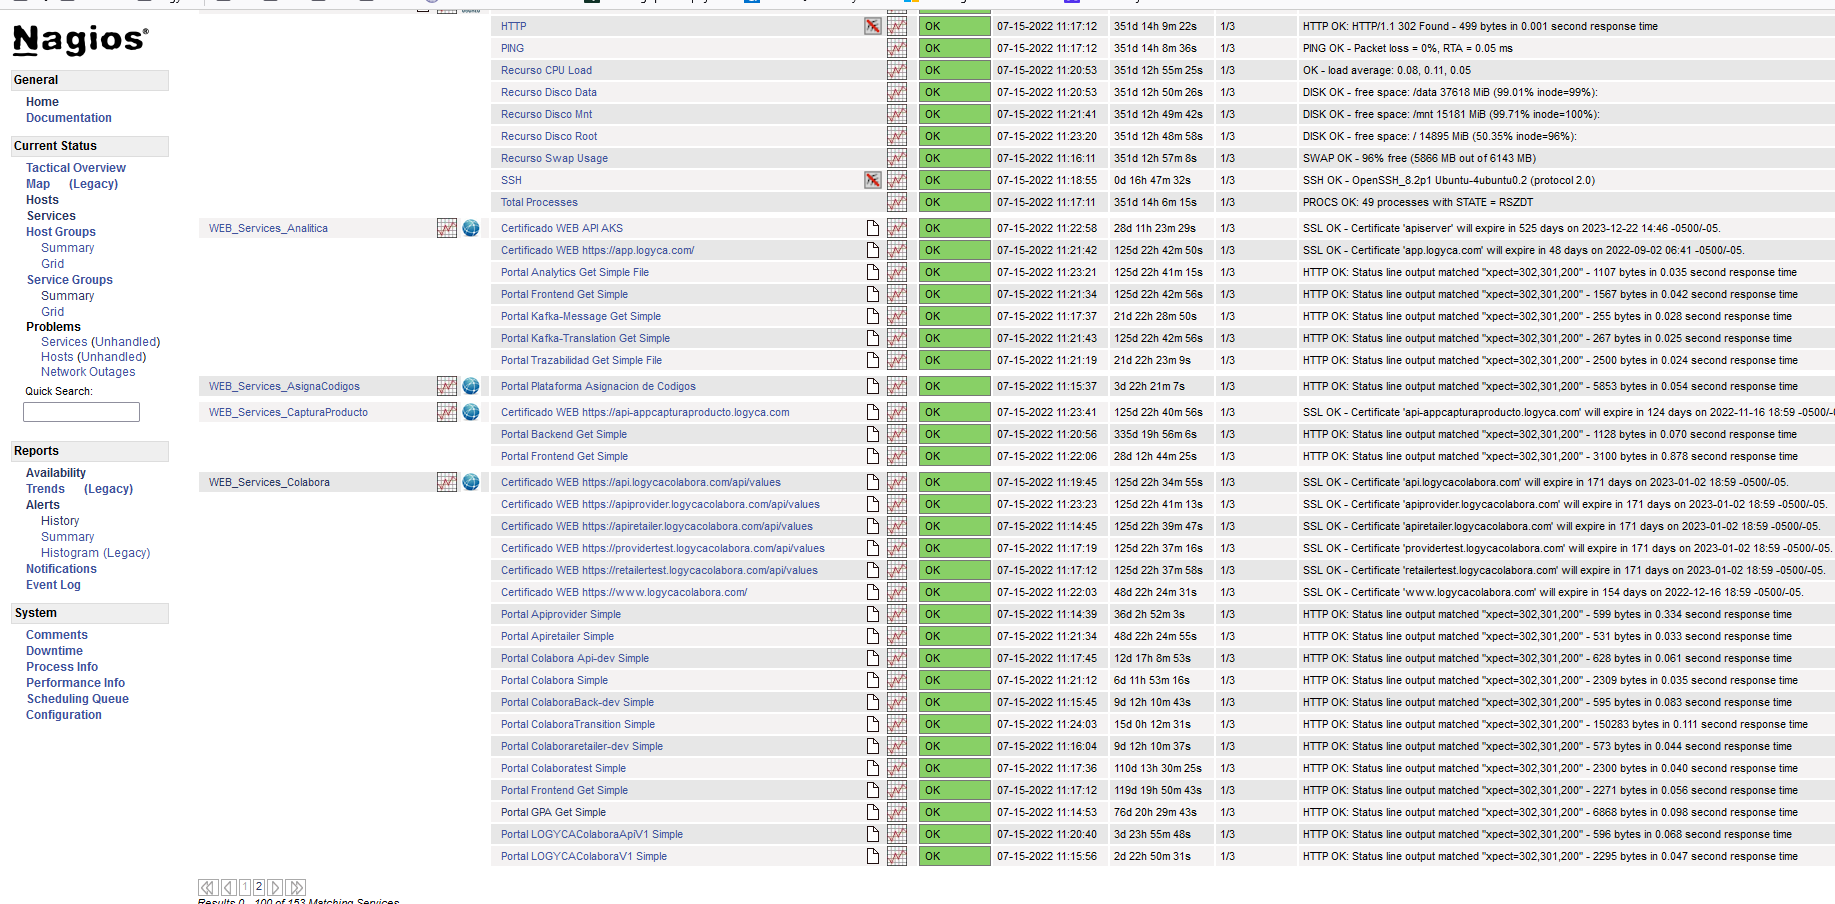 Nagios®
General
Home
Documentation
Current Status
Tactical Overview
Map (Legacy)
Hosts
Services
Host Groups
Summary
Grid
Service Groups
Summary
Grid
Problems
Services (Unhandled)
Hosts (Unhandled)
Network Outages
Quick Search:
Reports
Availability
Trends (Legacy)
Alerts
History
Summary
Histogram (Legacy)
Notifications
Event Log
System
Comments
Downtime
Process Info
Performance Info
Scheduling Queue
Configuration
HTTP OK 07-15-2022 11:17:12 351d 14h 9m 22s 1/3 HTTP OK: HTTP/1.1 302 Found - 499 bytes in 0.001 second response time
PING OK 07-15-2022 11:17:12 351d 14h 8m 36s 1/3 PING OK - Packet loss = 0%, RTA = 0.05 ms
Recurso CPU Load OK 07-15-2022 11:20:53 351d 12h 55m 25s 1/3 OK - load average: 0.08, 0.11, 0.05
Recurso Disco Data OK 07-15-2022 11:20:53 351d 12h 50m 26s 1/3 DISK OK - free space: /data 37618 MiB (99.01% inode=99%):
Recurso Disco Mnt OK 07-15-2022 11:21:41 351d 12h 49m 42s 1/3 DISK OK - free space: /mnt 15181 MiB (99.71% inode=100%):
Recurso Disco Root OK 07-15-2022 11:23:20 351d 12h 48m 58s 1/3 DISK OK - free space: / 14895 MiB (50.35% inode=96%):
Recurso Swap Usage OK 07-15-2022 11:16:11 351d 12h 57m 8s 1/3 SWAP OK - 96% free (5866 MB out of 6143 MB)
SSH OK 07-15-2022 11:18:55 0d 16h 47m 32s 1/3 SSH OK - OpenSSH_8.2p1 Ubuntu-4ubuntu0.2 (protocol 2.0)
Total Processes OK 07-15-2022 11:17:11 351d 14h 6m 15s 1/3 PROCS OK: 49 processes with STATE = RSZDT
WEB_Services_Analitica Certificado WEB API AKS OK 07-15-2022 11:22:58 28d 11h 23m 29s 1/3 SSL OK - Certificate 'apiserver' will expire in 525 days on 2023-12-22 14:46 -0500/-05.
Certificado WEB https://app.logyca.com/ OK 07-15-2022 11:21:42 125d 22h 42m 50s 1/3 SSL OK - Certificate 'app.logyca.com' will expire in 48 days on 2022-09-02 06:41 -0500/-05.
Portal Analytics Get Simple File OK 07-15-2022 11:23:21 125d 22h 41m 15s 1/3 HTTP OK: Status line output matched "xpect=302,301,200" - 1107 bytes in 0.035 second response time
Portal Frontend Get Simple OK 07-15-2022 11:21:34 125d 22h 42m 56s 1/3 HTTP OK: Status line output matched "xpect=302,301,200" - 1567 bytes in 0.042 second response time
Portal Kafka-Message Get Simple OK 07-15-2022 11:17:37 21d 22h 28m 50s 1/3 HTTP OK: Status line output matched "xpect=302,301,200" - 255 bytes in 0.028 second response time
Portal Kafka-Translation Get Simple OK 07-15-2022 11:21:43 125d 22h 42m 56s 1/3 HTTP OK: Status line output matched "xpect=302,301,200" - 267 bytes in 0.025 second response time
Portal Trazabilidad Get Simple File OK 07-15-2022 11:21:19 21d 22h 23m 9s 1/3 HTTP OK: Status line output matched "xpect=302,301,200" - 2500 bytes in 0.024 second response time
WEB_Services_AsignaCodigos Portal Plataforma Asignacion de Codigos OK 07-15-2022 11:15:37 3d 22h 21m 7s 1/3 HTTP OK: Status line output matched "xpect=302,301,200" - 5853 bytes in 0.054 second response time
WEB_Services_CapturaProducto Certificado WEB https://api-appcapturaproducto.logyca.com OK 07-15-2022 11:23:41 125d 22h 40m 56s 1/3 SSL OK - Certificate 'api-appcapturaproducto.logyca.com' will expire in 124 days on 2022-11-16 18:59 -0500/-
Portal Backend Get Simple OK 07-15-2022 11:20:56 335d 19h 56m 6s 1/3 HTTP OK: Status line output matched "xpect=302,301,200" - 1128 bytes in 0.070 second response time
Portal Frontend Get Simple OK 07-15-2022 11:22:06 28d 12h 44m 25s 1/3 HTTP OK: Status line output matched "xpect=302,301,200" - 3100 bytes in 0.878 second response time
WEB_Services_Colabora Certificado WEB https://api.logycacolabora.com/api/values OK 07-15-2022 11:19:45 125d 22h 34m 55s 1/3 SSL OK - Certificate 'api.logycacolabora.com' will expire in 171 days on 2023-01-02 18:59 -0500/-05.
Certificado WEB https://apiprovider.logycacolabora.com/api/values OK 07-15-2022 11:23:23 125d 22h 41m 13s 1/3 SSL OK - Certificate 'apiprovider.logycacolabora.com' will expire in 171 days on 2023-01-02 18:59 -0500/-05.
Certificado WEB https://apiretailer.logycacolabora.com/api/values OK 07-15-2022 11:14:45 125d 22h 39m 47s 1/3 SSL OK - Certificate 'apiretailer.logycacolabora.com' will expire in 171 days on 2023-01-02 18:59 -0500/-05.
Certificado WEB https://providertest.logycacolabora.com/api/values OK 07-15-2022 11:17:19 125d 22h 37m 16s 1/3 SSL OK - Certificate 'providertest.logycacolabora.com' will expire in 171 days on 2023-01-02 18:59 -0500/-05.
Certificado WEB https://retailertest.logycacolabora.com/api/values OK 07-15-2022 11:17:12 125d 22h 37m 58s 1/3 SSL OK - Certificate 'retailertest.logycacolabora.com' will expire in 171 days on 2023-01-02 18:59 -0500/-05.
Certificado WEB https://www.logycacolabora.com/ OK 07-15-2022 11:22:03 48d 22h 24m 31s 1/3 SSL OK - Certificate 'www.logycacolabora.com' will expire in 154 days on 2022-12-16 18:59 -0500/-05.
Portal Apiprovider Simple OK 07-15-2022 11:14:39 36d 2h 52m 3s 1/3 HTTP OK: Status line output matched "xpect=302,301,200" - 599 bytes in 0.334 second response time
Portal Apiretailer Simple OK 07-15-2022 11:21:34 48d 22h 24m 55s 1/3 HTTP OK: Status line output matched "xpect=302,301,200" - 531 bytes in 0.033 second response time
Portal Colabora Api-dev Simple OK 07-15-2022 11:17:45 12d 17h 8m 53s 1/3 HTTP OK: Status line output matched "xpect=302,301,200" - 628 bytes in 0.061 second response time
Portal Colabora Simple OK 07-15-2022 11:21:12 6d 11h 53m 16s 1/3 HTTP OK: Status line output matched "xpect=302,301,200" - 2309 bytes in 0.035 second response time
Portal ColaboraBack-dev Simple OK 07-15-2022 11:15:45 9d 12h 10m 43s 1/3 HTTP OK: Status line output matched "xpect=302,301,200" - 595 bytes in 0.083 second response time
Portal ColaboraTransition Simple OK 07-15-2022 11:24:03 15d 0h 12m 31s 1/3 HTTP OK: Status line output matched "xpect=302,301,200" - 150283 bytes in 0.111 second response time
Portal Colaboraretailer-dev Simple OK 07-15-2022 11:16:04 9d 12h 10m 37s 1/3 HTTP OK: Status line output matched "xpect=302,301,200" - 573 bytes in 0.044 second response time
Portal Colaboratest Simple OK 07-15-2022 11:17:36 110d 13h 30m 25s 1/3 HTTP OK: Status line output matched "xpect=302,301,200" - 2300 bytes in 0.040 second response time
Portal Frontend Get Simple OK 07-15-2022 11:17:12 119d 19h 50m 43s 1/3 HTTP OK: Status line output matched "xpect=302,301,200" - 2271 bytes in 0.056 second response time
Portal GPA Get Simple OK 07-15-2022 11:14:53 76d 20h 29m 43s 1/3 HTTP OK: Status line output matched "xpect=302,301,200" - 6868 bytes in 0.098 second response time
Portal LOGYCAColaboraApiV1 Simple OK 07-15-2022 11:20:40 3d 23h 55m 48s 1/3 HTTP OK: Status line output matched "xpect=302,301,200" - 596 bytes in 0.068 second response time
Portal LOGYCAColaboraV1 Simple OK 07-15-2022 11:15:56 2d 22h 50m 31s 1/3 HTTP OK: Status line output matched "xpect=302,301,200" - 2295 bytes in 0.047 second response time
1 2
Results 0 - 100 of 153 Matching Services